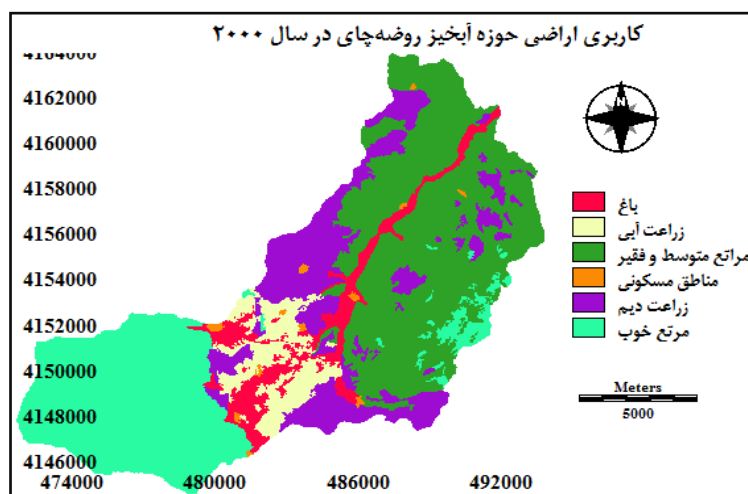 کاربری اراضی حوزه آبخیز روضه‌چای در سال ۲۰۰۰
4164000
4162000
4160000
4158000
4156000
4154000
4152000
4150000
4148000
4146000
474000 480000 486000 492000
باغ
زراعت آبی
مراتع متوسط و فقیر
مناطق مسکونی
زراعت دیم
مرتع خوب
Meters
5000